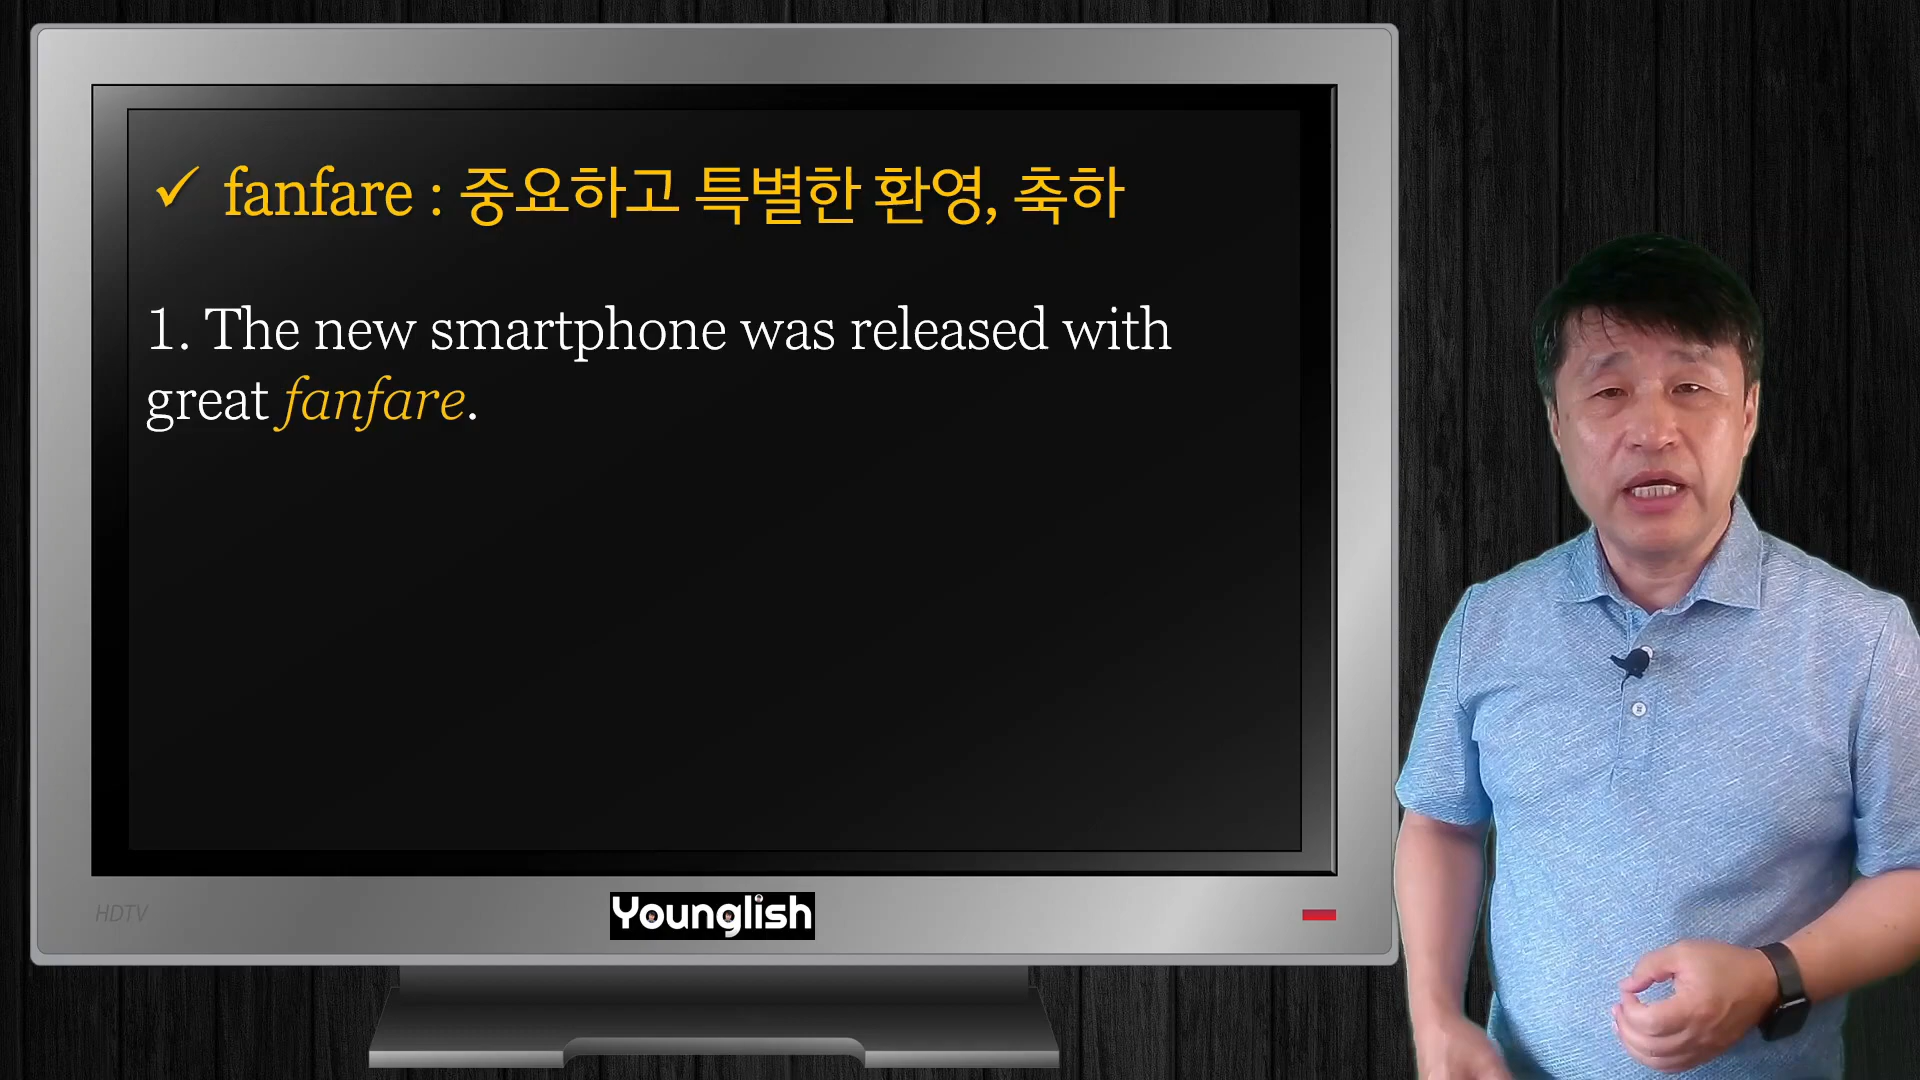 ✓ fanfare : 중요하고 특별한 환영, 축하
1. The new smartphone was released with
great fanfare.
HDTV
Younglish